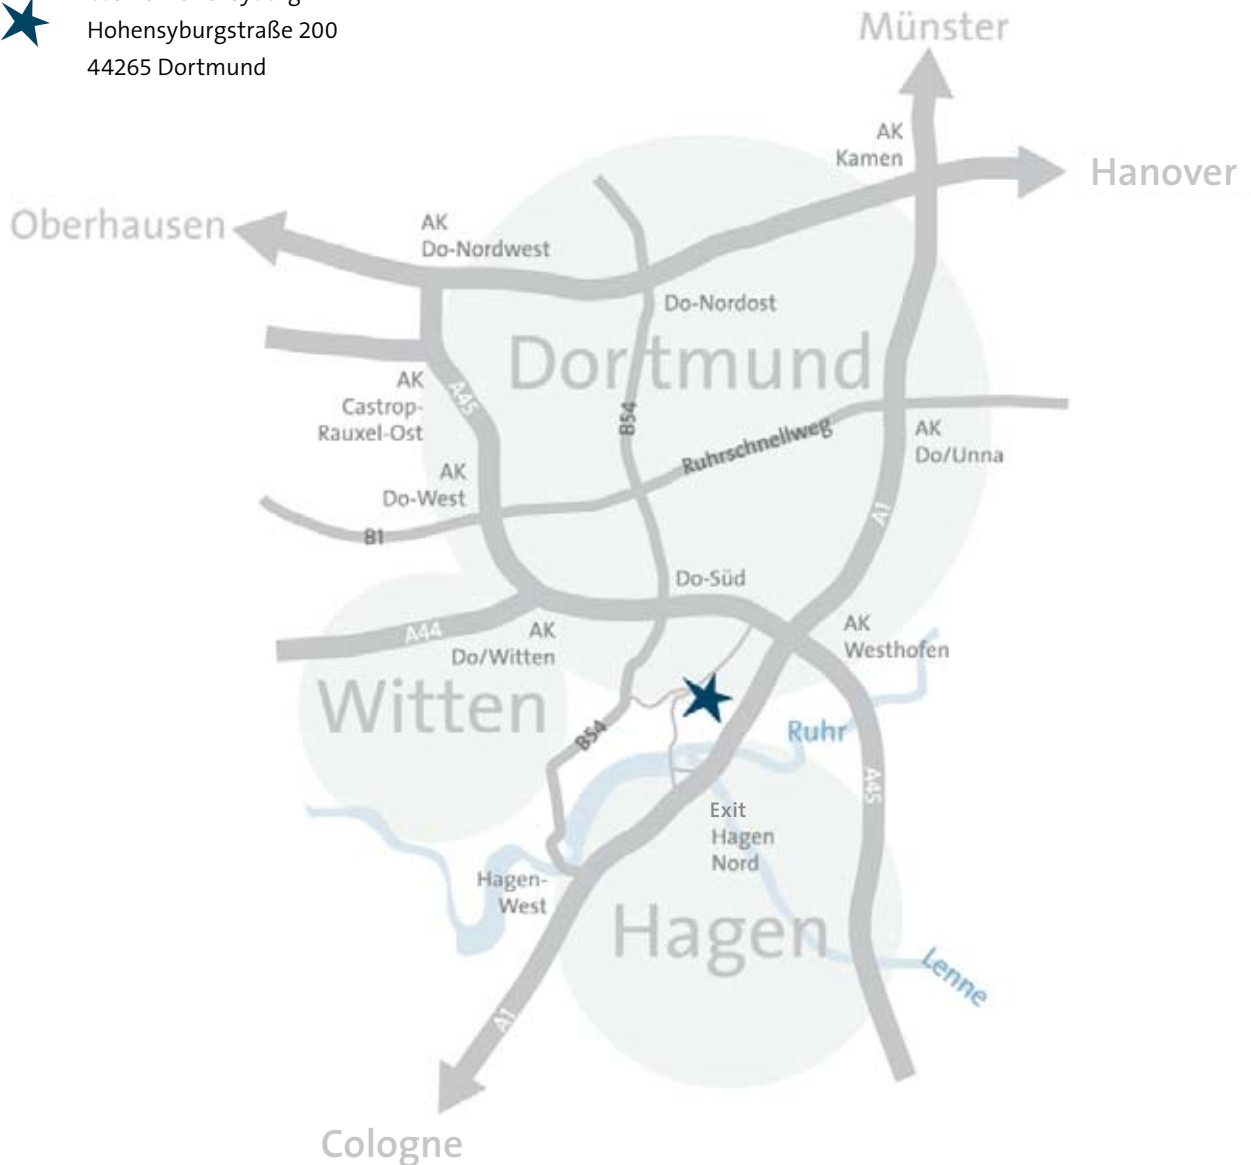 Hohensyburgstraße 200
44265 Dortmund
Münster
AK
Kamen
Hanover
Oberhausen
AK
Do-Nordwest
Do-Nordost
Dortmund
AK
Castrop-
Rauxel-Ost
A45
B54
Ruhrschnellweg
AK
Do/Unna
AK
Do-West
B1
A1
Do-Süd
A44
AK
Do/Witten
AK
Westhofen
Witten
B54
Ruhr
A45
Exit
Hagen
Nord
Hagen-
West
Hagen
Lenne
A1
Cologne